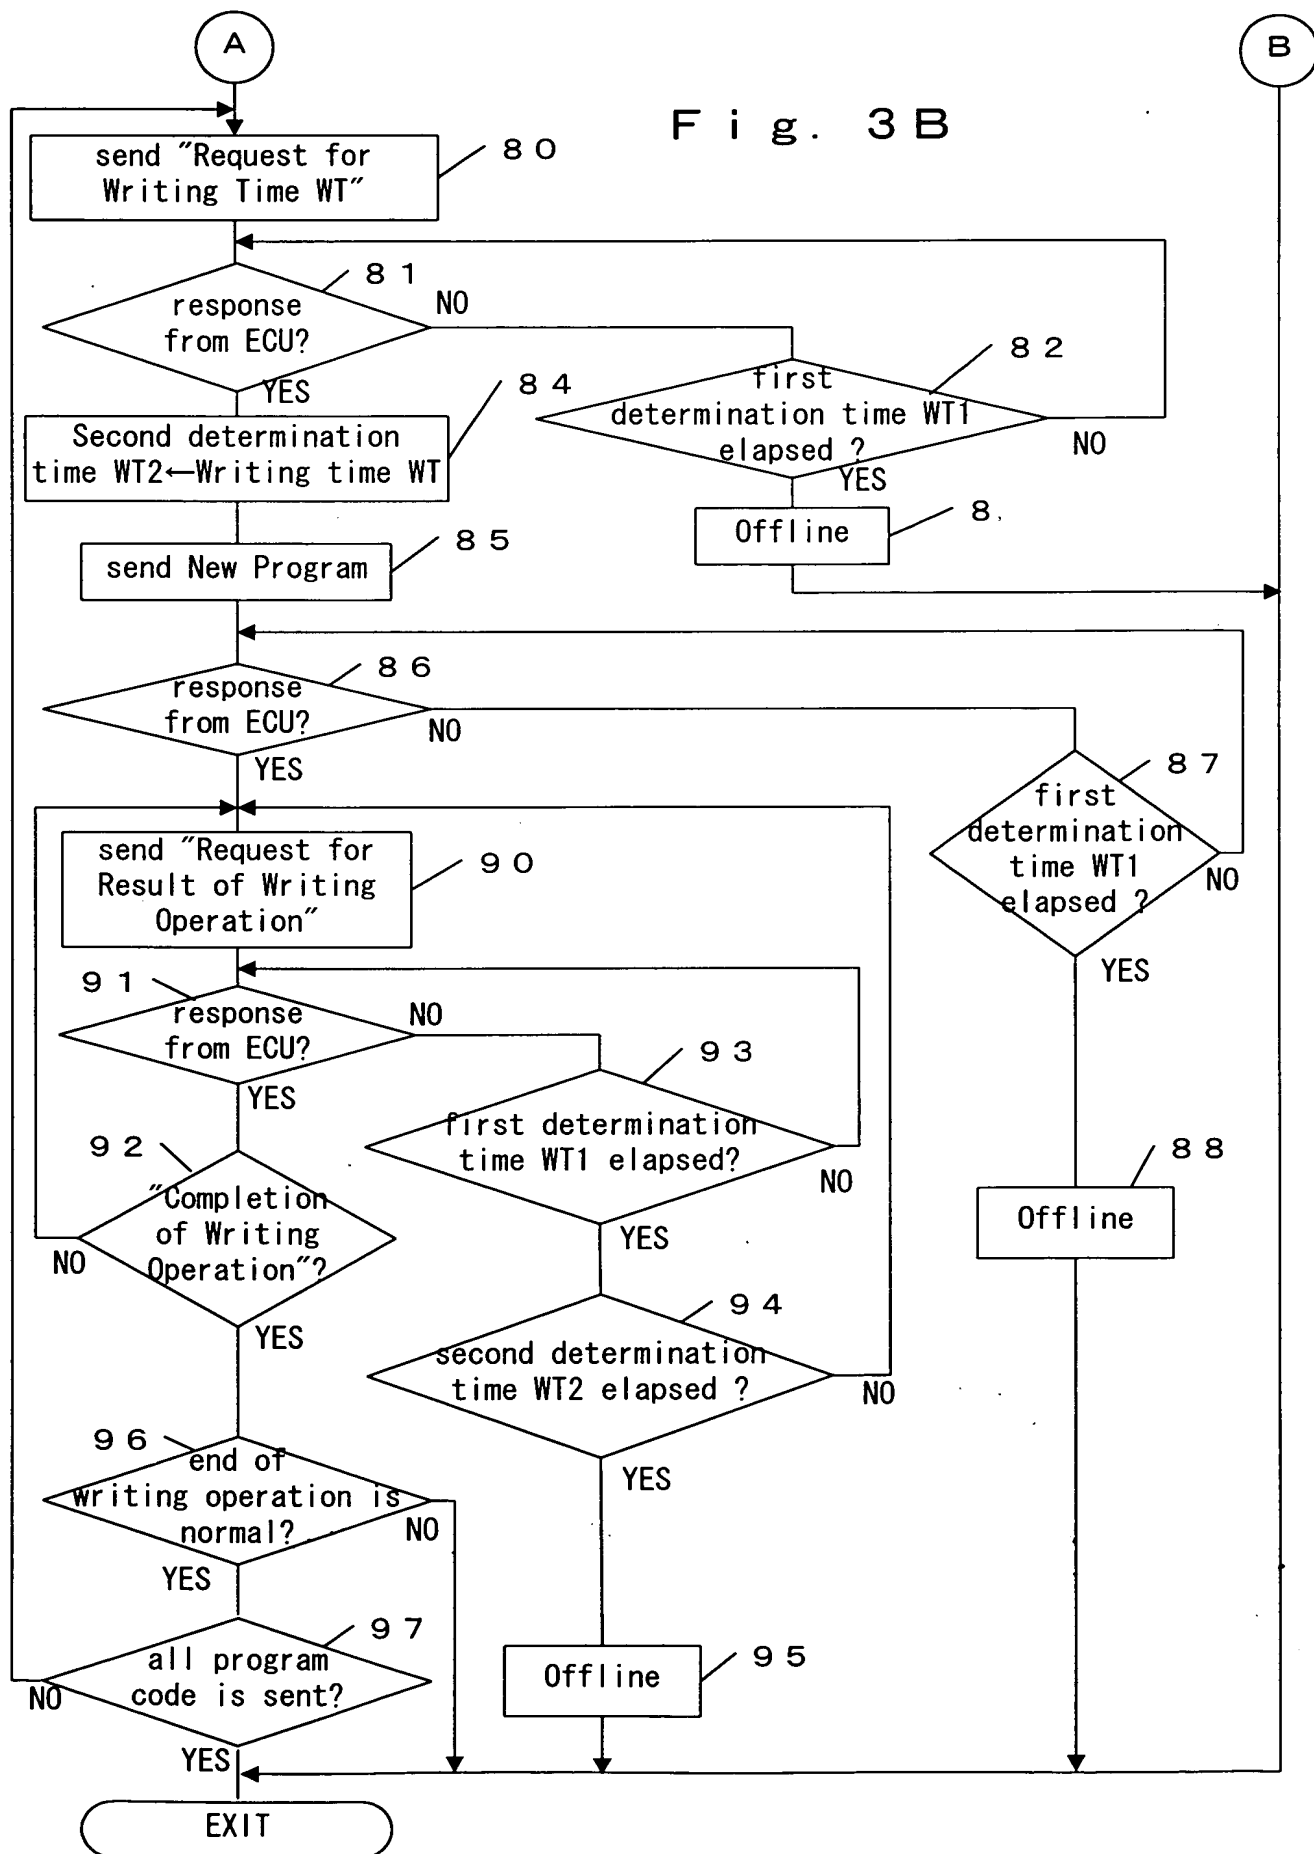 A
B
Fig. 3B
send "Request for
Writing Time WT"
80
response
from ECU?
81
NO
YES
first
determination time WT1
elapsed ?
82
NO
YES
Second determination
time WT2←Writing time WT
84
Offline
8
send New Program
85
response
from ECU?
86
NO
YES
first
determination
time WT1
elapsed ?
87
NO
YES
send "Request for
Result of Writing
Operation"
90
response
from ECU?
91
NO
YES
first determination
time WT1 elapsed?
93
NO
YES
"Completion
of Writing
Operation"?
92
NO
YES
Offline
88
second determination
time WT2 elapsed ?
94
NO
YES
end of
writing operation is
normal?
96
NO
YES
all program
code is sent?
97
NO
YES
Offline
95
EXIT